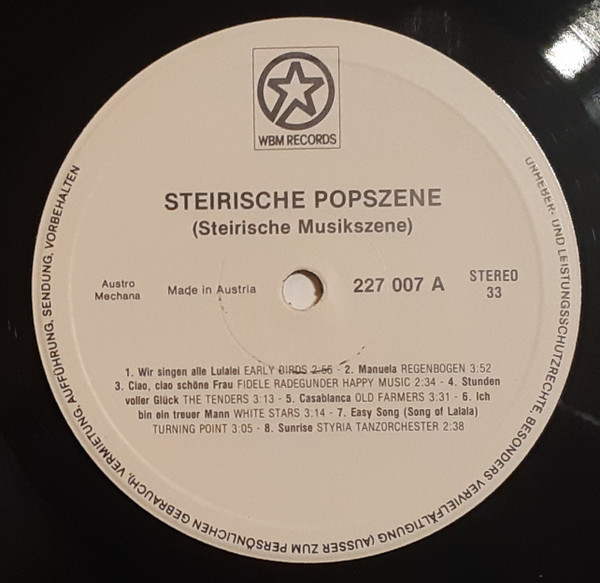 WBM RECORDS
STEIRISCHE POPSZENE
(Steirische Musikszene)
Austro
Mechana
Made in Austria
227 007 A
STEREO
33
1. Wir singen alle Lulalei EARLY BIRDS 2:56 - 2. Manuela REGENBOGEN 3:52
3. Ciao, ciao schöne Frau FIDELE RADEGUNDER HAPPY MUSIC 2:34 - 4. Stunden
voller Glück THE TENDERS 3:13 - 5. Casablanca OLD FARMERS 3:31 - 6. Ich
bin ein treuer Mann WHITE STARS 3:14 - 7. Easy Song (Song of Lalala)
TURNING POINT 3:05 - 8. Sunrise STYRIA TANZORCHESTER 2:38
URHEBER- UND LEISTUNGSSCHUTZRECHTE, BESONDERS VERVIELFÄLTIGUNG (AUSSER ZUM PERSÖNLICHEN GEBRAUCH), VERMIETUNG, AUFFÜHRUNG, SENDUNG, VORBEHALTEN